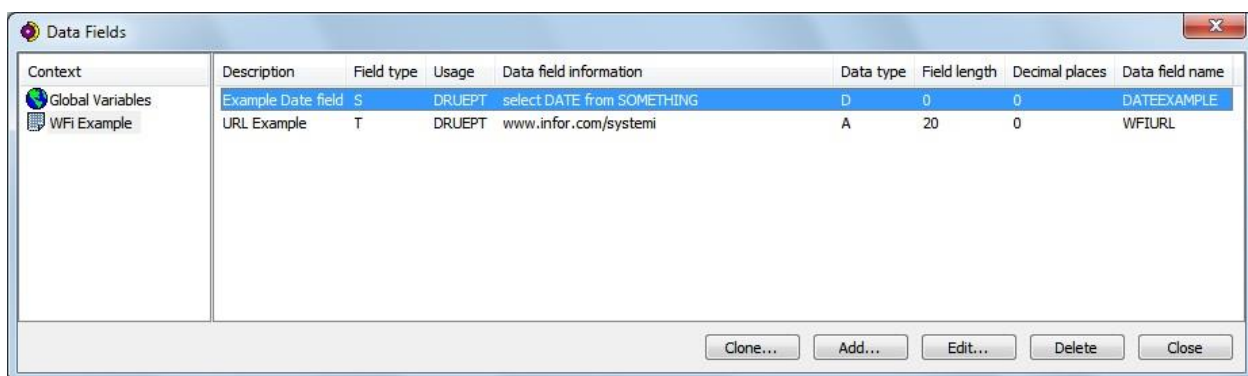 Data Fields
Context Description Field type Usage Data field information Data type Field length Decimal places Data field name
Global Variables Example Date field S DRUEPT select DATE from SOMETHING D 0 0 DATEEXAMPLE
WFi Example URL Example T DRUEPT www.infor.com/systemi A 20 0 WFIURL
Clone... Add... Edit... Delete Close